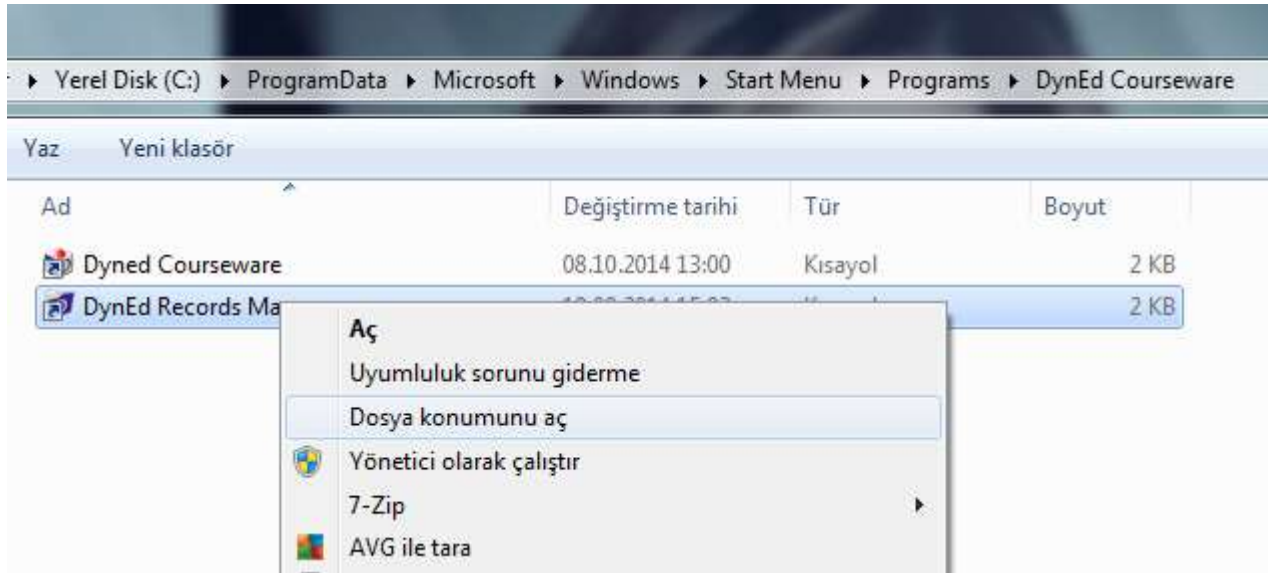 Yerel Disk (C:) ▸ ProgramData ▸ Microsoft ▸ Windows ▸ Start Menu ▸ Programs ▸ DynEd Courseware
Yaz Yeni klasör
Ad Değiştirme tarihi Tür Boyut
Dyned Courseware 08.10.2014 13:00 Kısayol 2 KB
DynEd Records Ma 2 KB
Aç
Uyumluluk sorunu giderme
Dosya konumunu aç
Yönetici olarak çalıştır
7-Zip
AVG ile tara